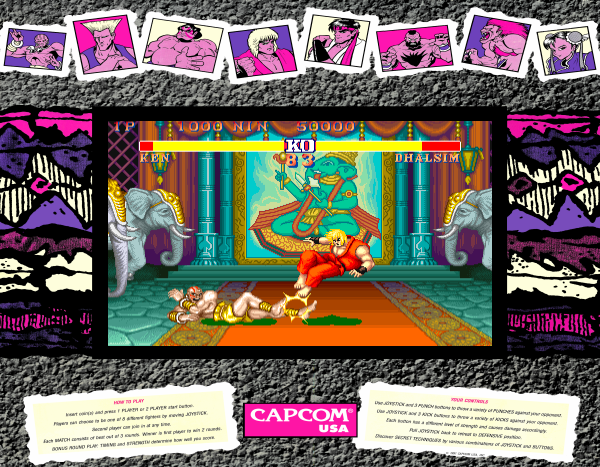 1P 1000 NIN 50000
KO
KEN 83 DHALSIM
HOW TO PLAY
Insert coin(s) and press 1 PLAYER or 2 PLAYER start button.
Players can choose to be one of 8 different fighters by moving JOYSTICK.
Second player can join in at any time.
Each MATCH consists of best out of 3 rounds. Winner is first player to win 2 rounds.
BONUS ROUND PLAY, TIMING and STRENGTH determine how well you score.
CAPCOM
USA
YOUR CONTROLS
Use JOYSTICK and 3 PUNCH buttons to throw a variety of PUNCHES against your opponent.
Use JOYSTICK and 3 KICK buttons to throw a variety of KICKS against your opponent.
Each button has a different level of strength and causes damage accordingly.
Pull JOYSTICK back to retreat to DEFENSIVE position.
Discover SECRET TECHNIQUES by various combinations of JOYSTICK and BUTTONS.